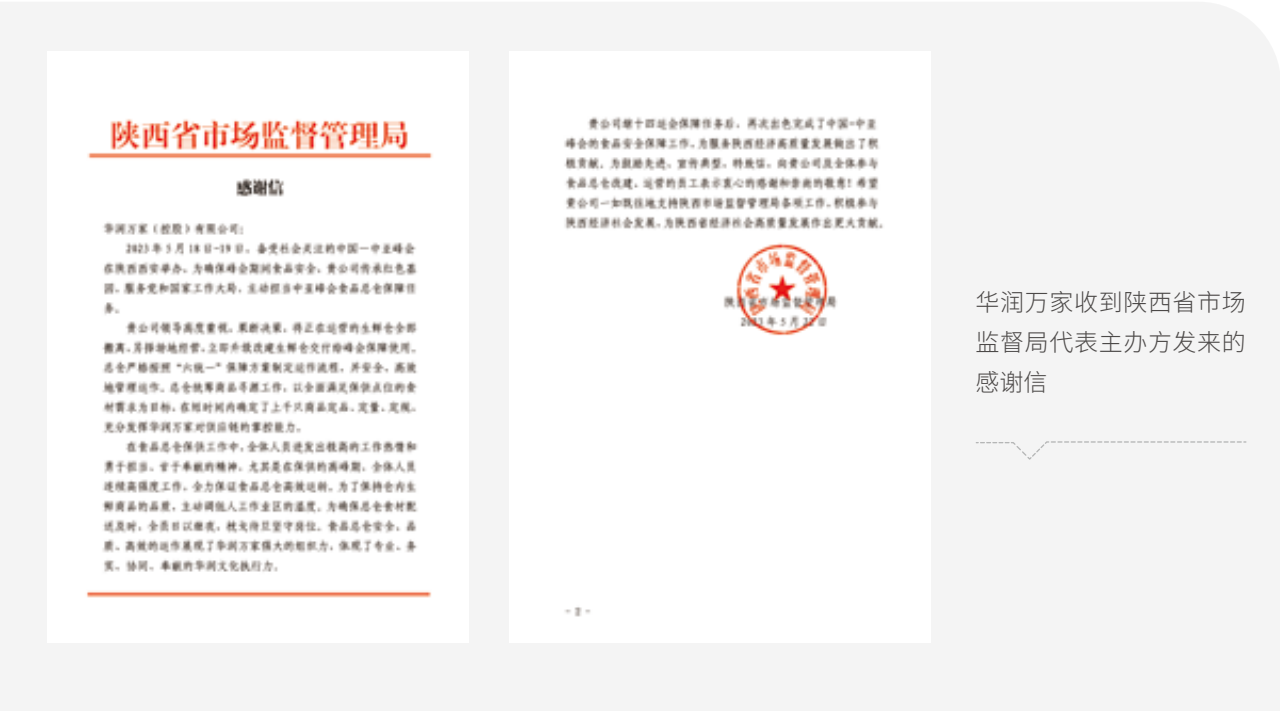 陕西省市场监督管理局
感谢信
华润万家（控股）有限公司：
2023年5月18日-19日，备受社会关注的中国—中亚峰会
在陕西西安举办。为确保峰会期间食品安全，贵公司传承红色基
因，服务党和国家工作大局，主动担当中亚峰会食品总仓保障任
务。
贵公司领导高度重视，果断决策，将正在运营的生鲜仓全部
搬离，另择场地经营，立即升级改建生鲜仓交付给峰会保障使用。
总仓严格按照“六统一”保障方案制定运作流程，并安全、高效
地管理运作。总仓统筹商品寻源工作，以全面满足保供点位的食
材需求为目标，在短时间内确定了上千只商品定品、定量、定规，
充分发挥华润万家对供应链的掌控能力。
在食品总仓保供工作中，全体人员迸发出极高的工作热情和
勇于担当、甘于奉献的精神，尤其是在保供的高峰期，全体人员
连续高强度工作，全力保证食品总仓高效运转。为了保持仓内生
鲜商品的品质，主动调低人工作业区的温度。为确保总仓食材配
送及时，全员日以继夜，枕戈待旦坚守岗位。食品总仓安全、品
质、高效的运作展现了华润万家强大的组织力，体现了专业、务
实、协同、奉献的华润文化执行力。
贵公司继十四运会保障任务后，再次出色完成了中国-中亚
峰会的食品安全保障工作，为服务陕西经济高质量发展做出了积
极贡献。为鼓励先进、宣传典型，特致信，向贵公司及全体参与
食品总仓改建、运营的员工表示衷心的感谢和崇高的敬意！希望
贵公司一如既往地支持陕西市场监督管理局各项工作，积极参与
陕西经济社会发展，为陕西省经济社会高质量发展作出更大贡献。
陕西省市场监督管理局
2023年5月22日
- 2 -
华润万家收到陕西省市场
监督局代表主办方发来的
感谢信